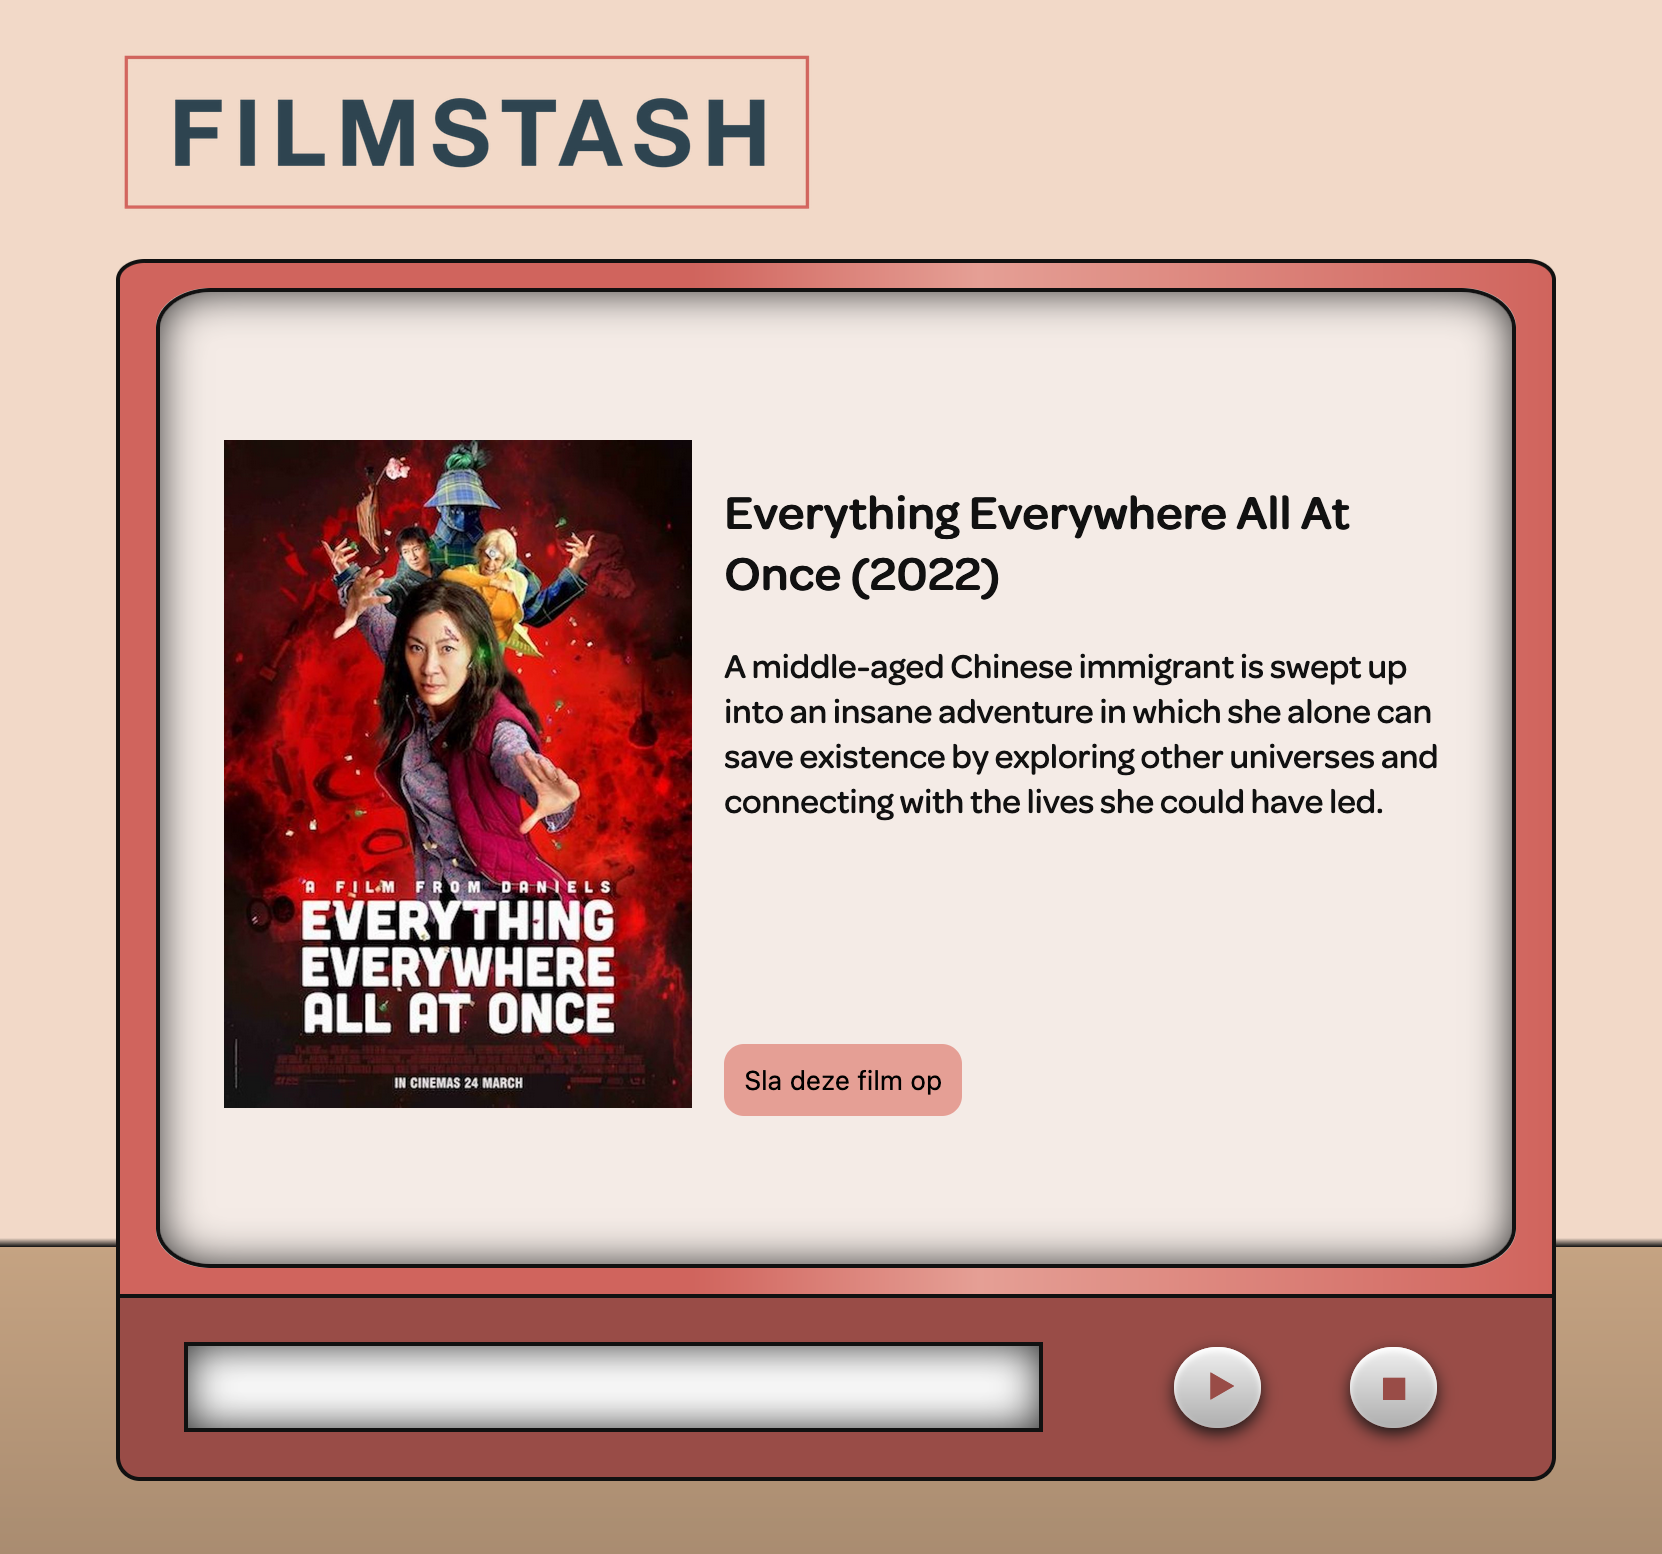 FILMSTASH
A FILM FROM DANIELS
EVERYTHING
EVERYWHERE
ALL AT ONCE
IN CINEMAS 24 MARCH
Everything Everywhere All At
Once (2022)
A middle-aged Chinese immigrant is swept up
into an insane adventure in which she alone can
save existence by exploring other universes and
connecting with the lives she could have led.
Sla deze film op